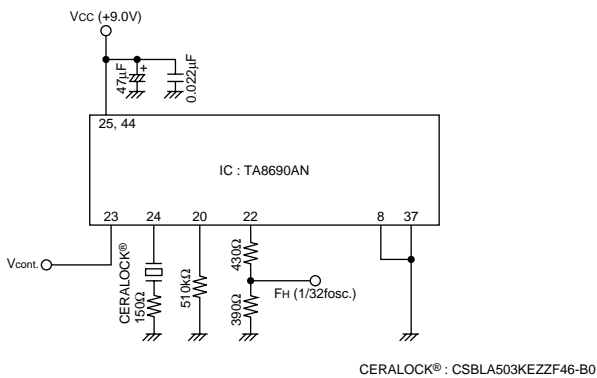 VCC (+9.0V)
47μF
+
0.022μF
25, 44
IC : TA8690AN
23 24 20 22 8 37
Vcont.
CERALOCK®
150Ω
510kΩ
430Ω
390Ω
FH (1/32fosc.)
CERALOCK® : CSBLA503KEZZF46-B0